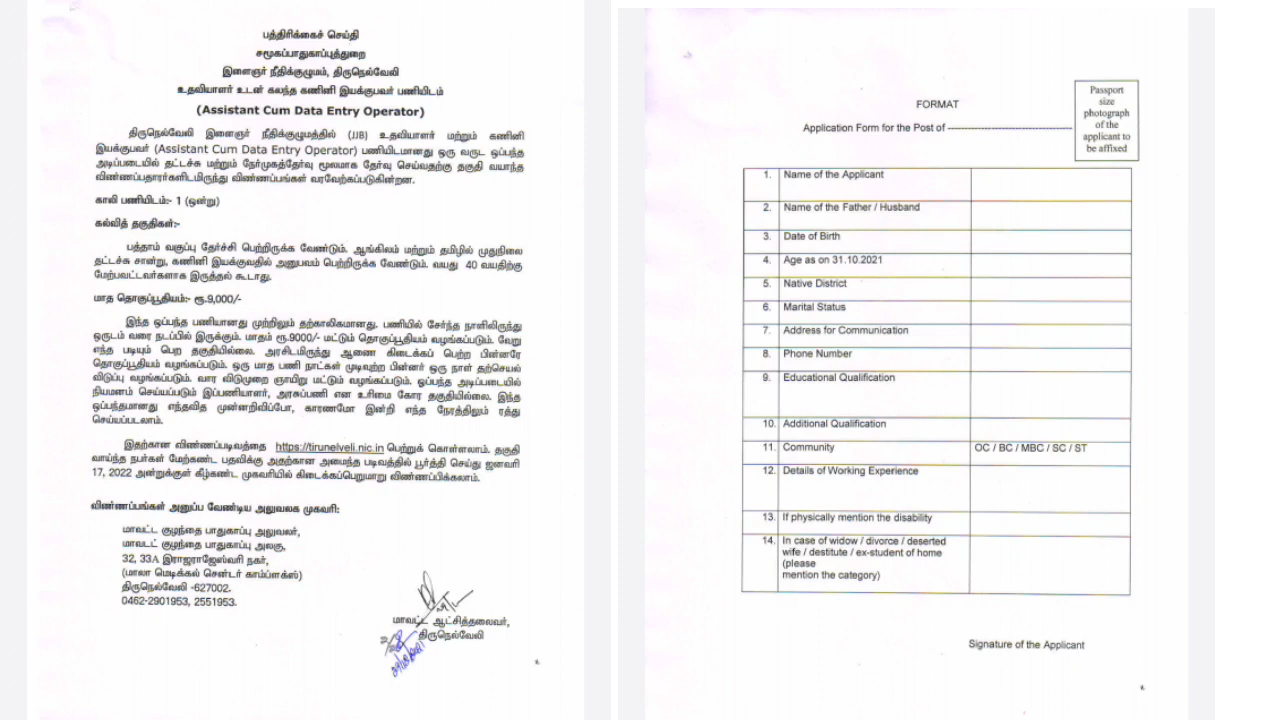 பத்திரிக்கைச் செய்தி
சமூகப்பாதுகாப்புத்துறை
இளைஞர் நீதிக்குழுமம், திருநெல்வேலி
உதவியாளர் உடன் கலந்த கணினி இயக்குபவர் பணியிடம்
(Assistant Cum Data Entry Operator)
திருநெல்வேலி இளைஞர் நீதிக்குழுமத்தில் (JJB) உதவியாளர் மற்றும் கணினி
இயக்குபவர் (Assistant Cum Data Entry Operator) பணியிடமானது ஒரு வருட ஒப்பந்த
அடிப்படையில் தட்டச்சு மற்றும் நேர்முகத்தேர்வு மூலமாக தேர்வு செய்வதற்கு தகுதி வயாந்த
விண்ணப்பதாரர்களிடமிருந்து விண்ணப்பங்கள் வரவேற்கப்படுகின்றன.
காலி பணியிடம்:- 1 (ஒன்று)
கல்வித் தகுதிகள்:-
பத்தாம் வகுப்பு தேர்ச்சி பெற்றிருக்க வேண்டும். ஆங்கிலம் மற்றும் தமிழில் முதுநிலை
தட்டச்சு சான்று, கணினி இயக்குவதில் அனுபவம் பெற்றிருக்க வேண்டும். வயது 40 வயதிற்கு
மேற்பவட்டவர்களாக இருத்தல் கூடாது.
மாத தொகுப்பூதியம்:- ரூ.9,000/-
இந்த ஒப்பந்த பணியானது முற்றிலும் தற்காலிகமானது. பணியில் சேர்ந்த நாளிலிருந்து
ஒருடம் வரை நடப்பில் இருக்கும். மாதம் ரூ.9000/- மட்டும் தொகுப்பூதியம் வழங்கப்படும். வேறு
எந்த படியும் பெற தகுதியில்லை. அரசிடமிருந்து ஆணை கிடைக்கப் பெற்ற பின்னரே
தொகுப்பூதியம் வழங்கப்படும். ஒரு மாத பணி நாட்கள் முடிவுற்ற பின்னர் ஒரு நாள் தற்செயல்
விடுப்பு வழங்கப்படும். வார விடுமுறை ஞாயிறு மட்டும் வழங்கப்படும். ஒப்பந்த அடிப்படையில்
நியமனம் செய்யப்படும் இப்பணியாளர், அரசுப்பணி என உரிமை கோர தகுதியில்லை. இந்த
ஒப்பந்தமானது எந்தவித முன்னறிவிப்போ, காரணமோ இன்றி எந்த நேரத்திலும் ரத்து
செய்யப்படலாம்.
இதற்கான விண்ணப்படிவத்தை https://tirunelveli.nic.in பெற்றுக் கொள்ளலாம். தகுதி
வாய்ந்த நபர்கள் மேற்கண்ட பதவிக்கு அதற்கான அமைந்த படிவத்தில் பூர்த்தி செய்து ஜனவரி
17, 2022 அன்றுக்குள் கீழ்கண்ட முகவரியில் கிடைக்கப்பெறுமாறு விண்ணப்பிக்கலாம்.
விண்ணப்பங்கள் அனுப்ப வேண்டிய அலுவலக முகவரி:
மாவட்ட குழந்தை பாதுகாப்பு அலுவலர்,
மாவடட் குழந்தை பாதுகாப்பு அலகு,
32, 33A இராஜராஜேஸ்வரி நகர்,
(மாலா மெடிக்கல் சென்டர் காம்ப்ளக்ஸ்)
திருநெல்வேலி -627002.
0462-2901953, 2551953.
மாவட்ட ஆட்சித்தலைவர்,
திருநெல்வேலி
Passport
size
photograph
of the
applicant to
be affixed
FORMAT
Application Form for the Post of
1. Name of the Applicant
2. Name of the Father / Husband
3. Date of Birth
4. Age as on 31.10.2021
5. Native District
6. Marital Status
7. Address for Communication
8. Phone Number
9. Educational Qualification
10. Additional Qualification
11. Community OC / BC / MBC / SC / ST
12. Details of Working Experience
13. If physically mention the disability
14. In case of widow / divorce / deserted
wife / destitute / ex-student of home
(please
mention the category)
Signature of the Applicant